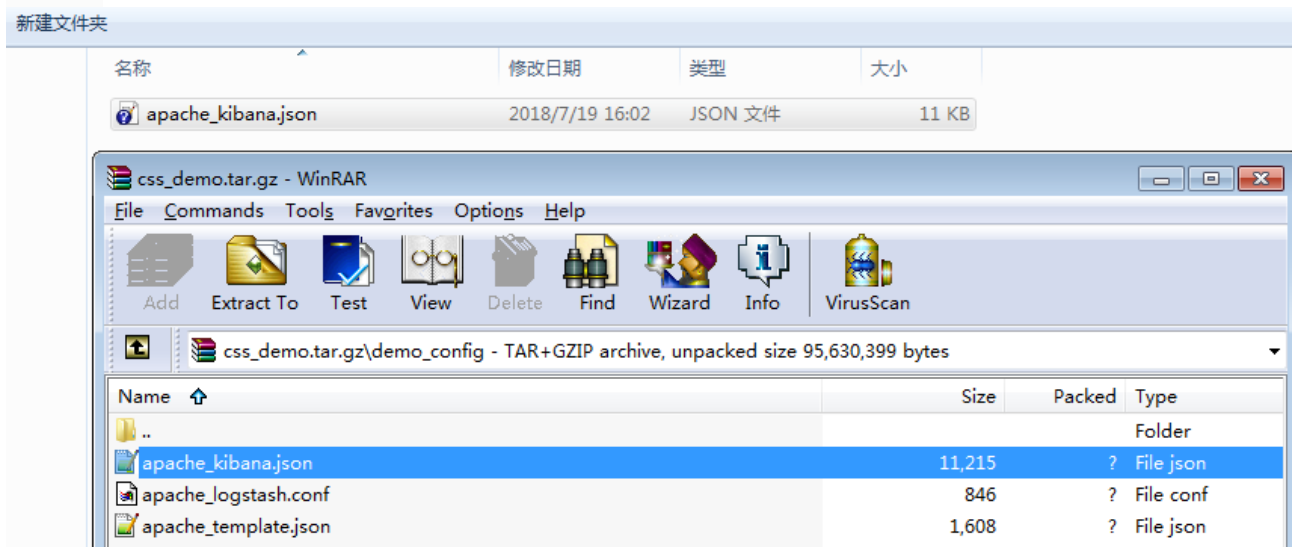 新建文件夹
名称 修改日期 类型 大小
apache_kibana.json 2018/7/19 16:02 JSON 文件 11 KB
css_demo.tar.gz - WinRAR
File Commands Tools Favorites Options Help
Add Extract To Test View Delete Find Wizard Info VirusScan
css_demo.tar.gz\demo_config - TAR+GZIP archive, unpacked size 95,630,399 bytes
Name Size Packed Type
.. Folder
apache_kibana.json 11,215 ? File json
apache_logstash.conf 846 ? File conf
apache_template.json 1,608 ? File json